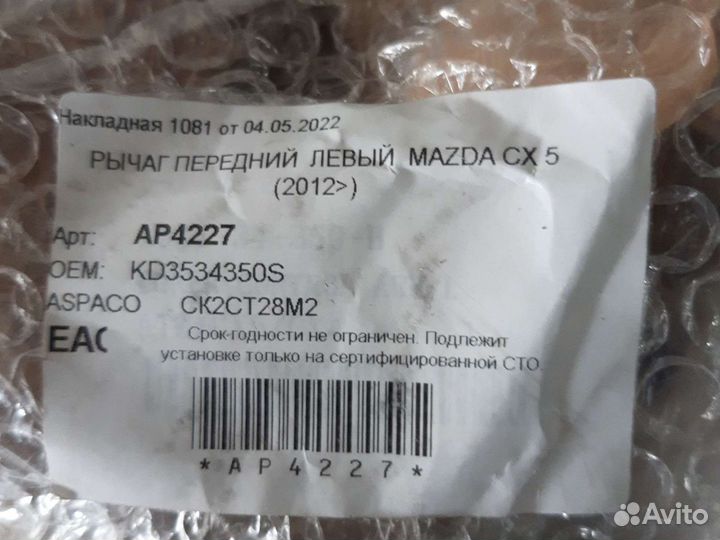 Накладная 1081 от 04.05.2022
РЫЧАГ ПЕРЕДНИЙ ЛЕВЫЙ MAZDA CX 5
(2012>)
Арт: AP4227
OEM: KD3534350S
ASPACO СК2СТ28М2
EAC Срок годности не ограничен. Подлежит
установке только на сертифицированной СТО.
*AP4227*
Avito